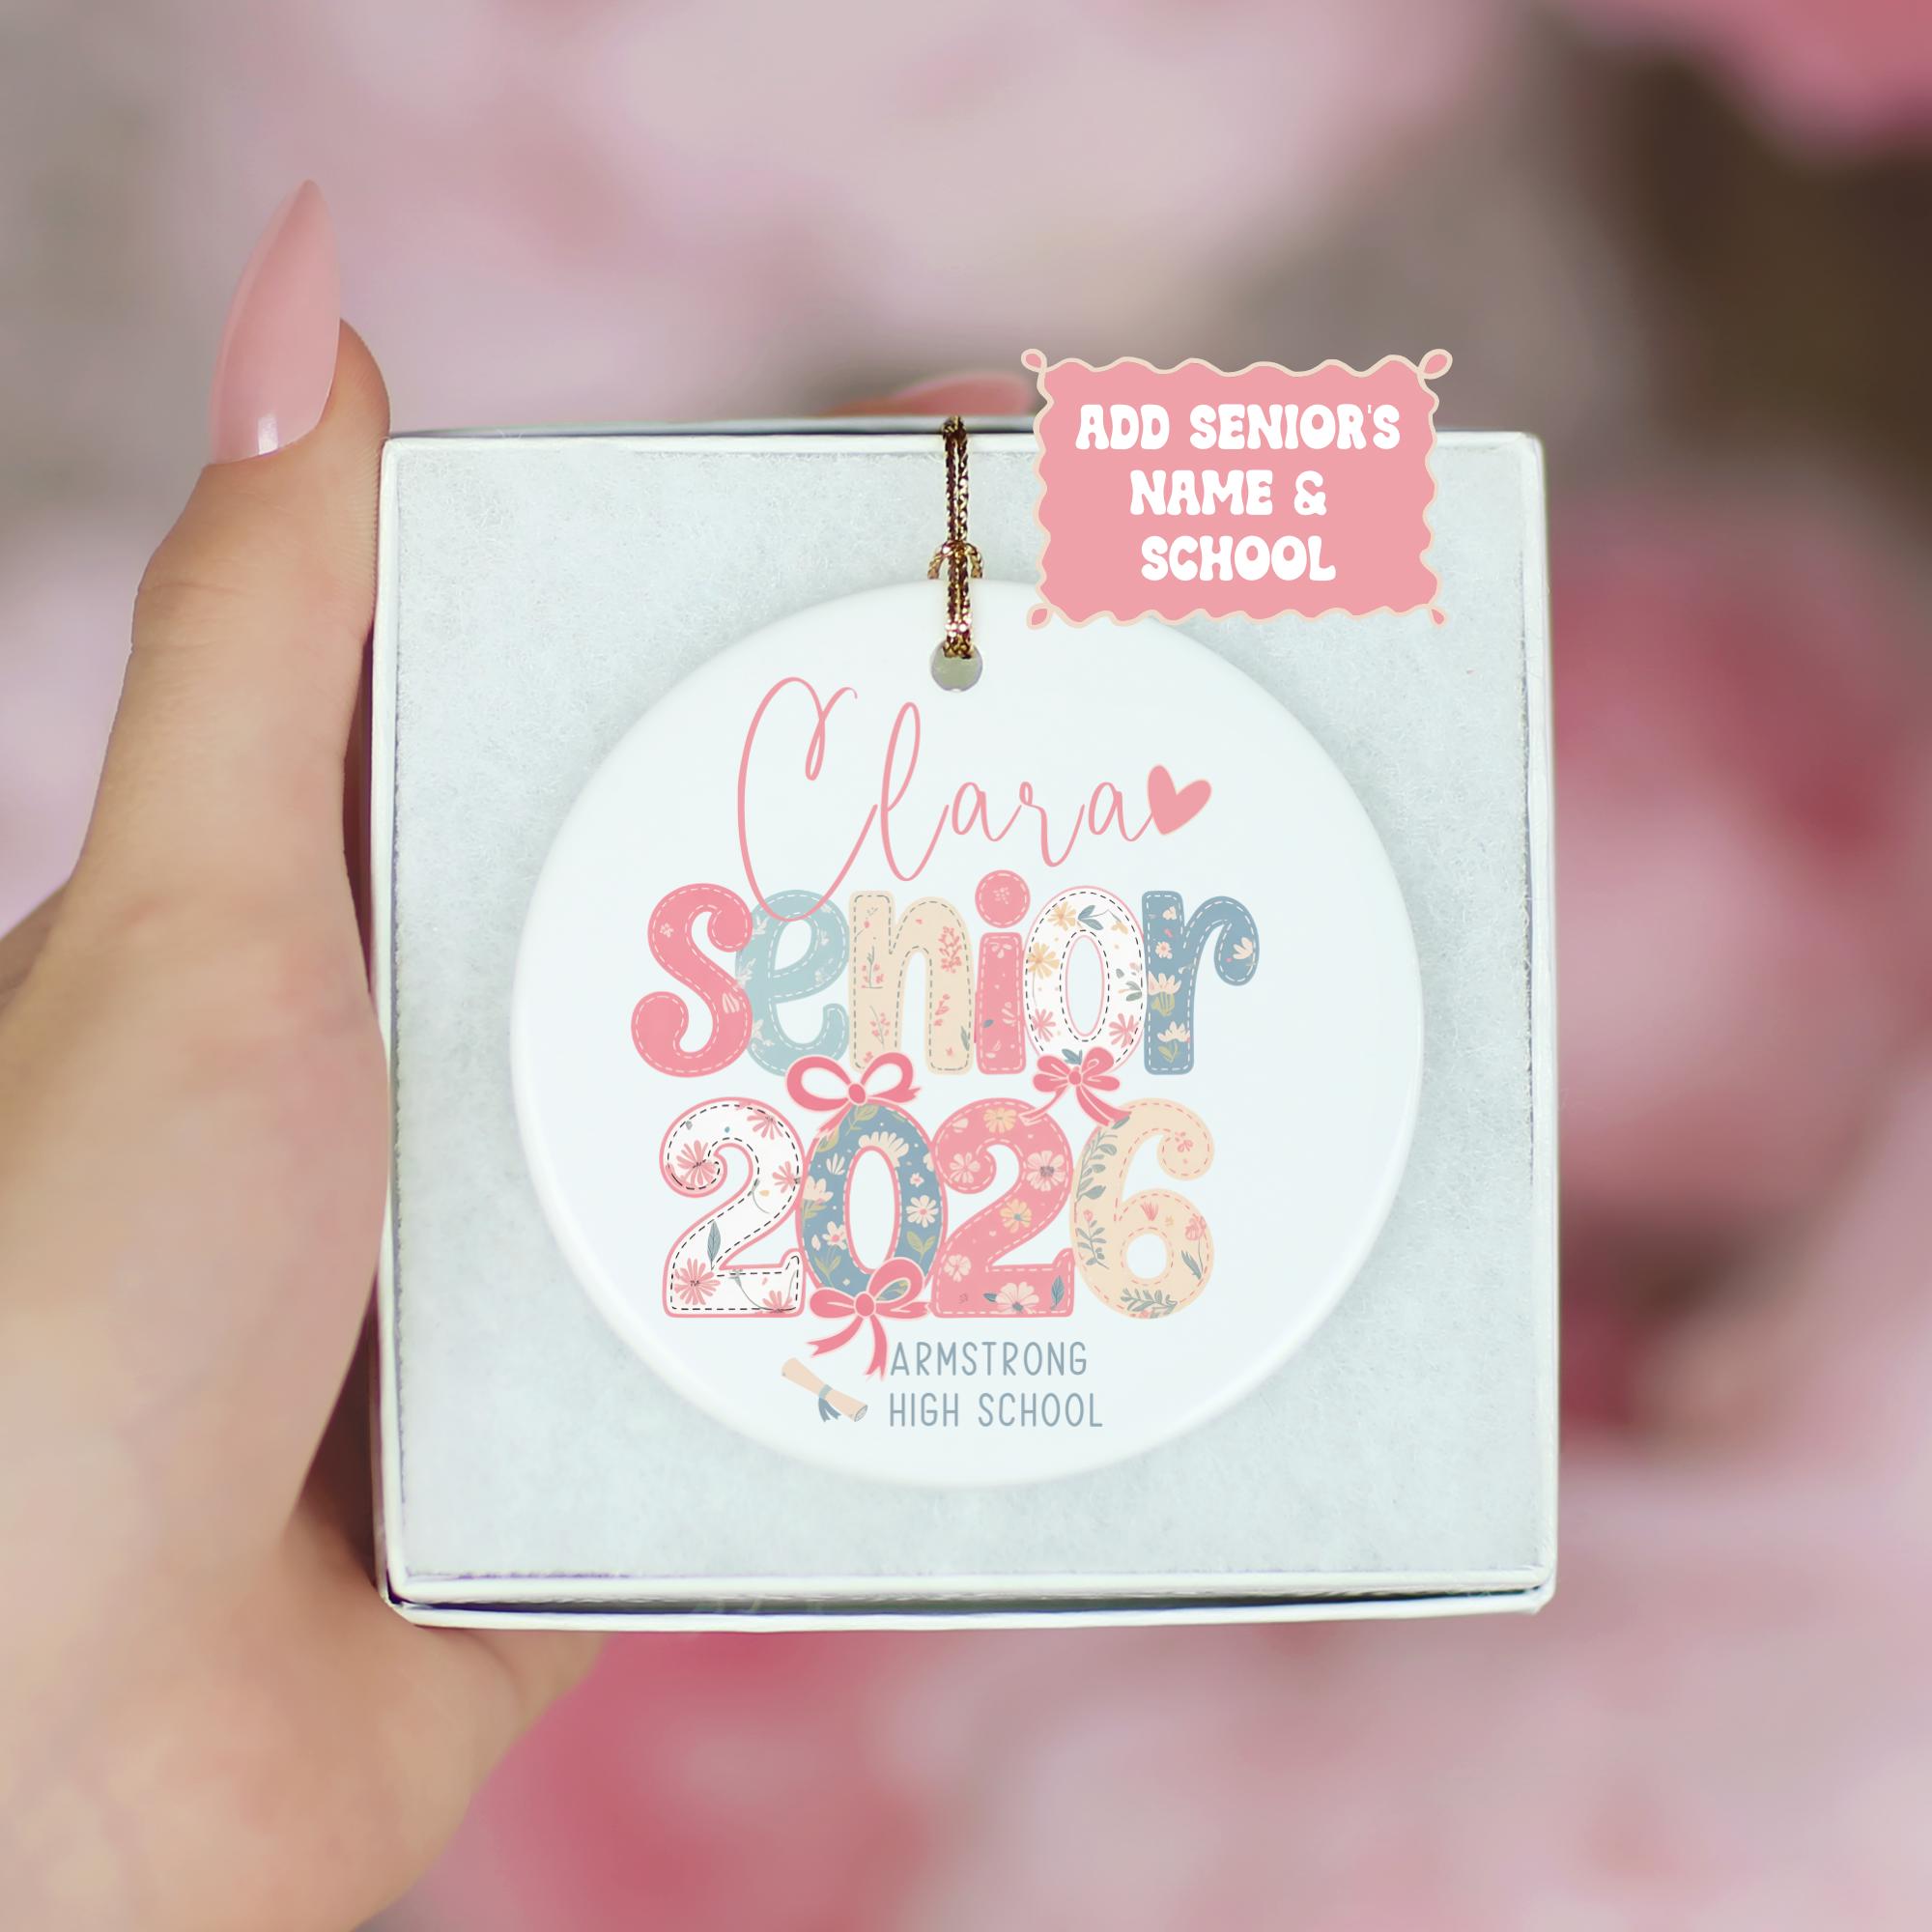 ADD SENIOR'S
NAME &
SCHOOL
Clara
senior
2026
ARMSTRONG
HIGH SCHOOL